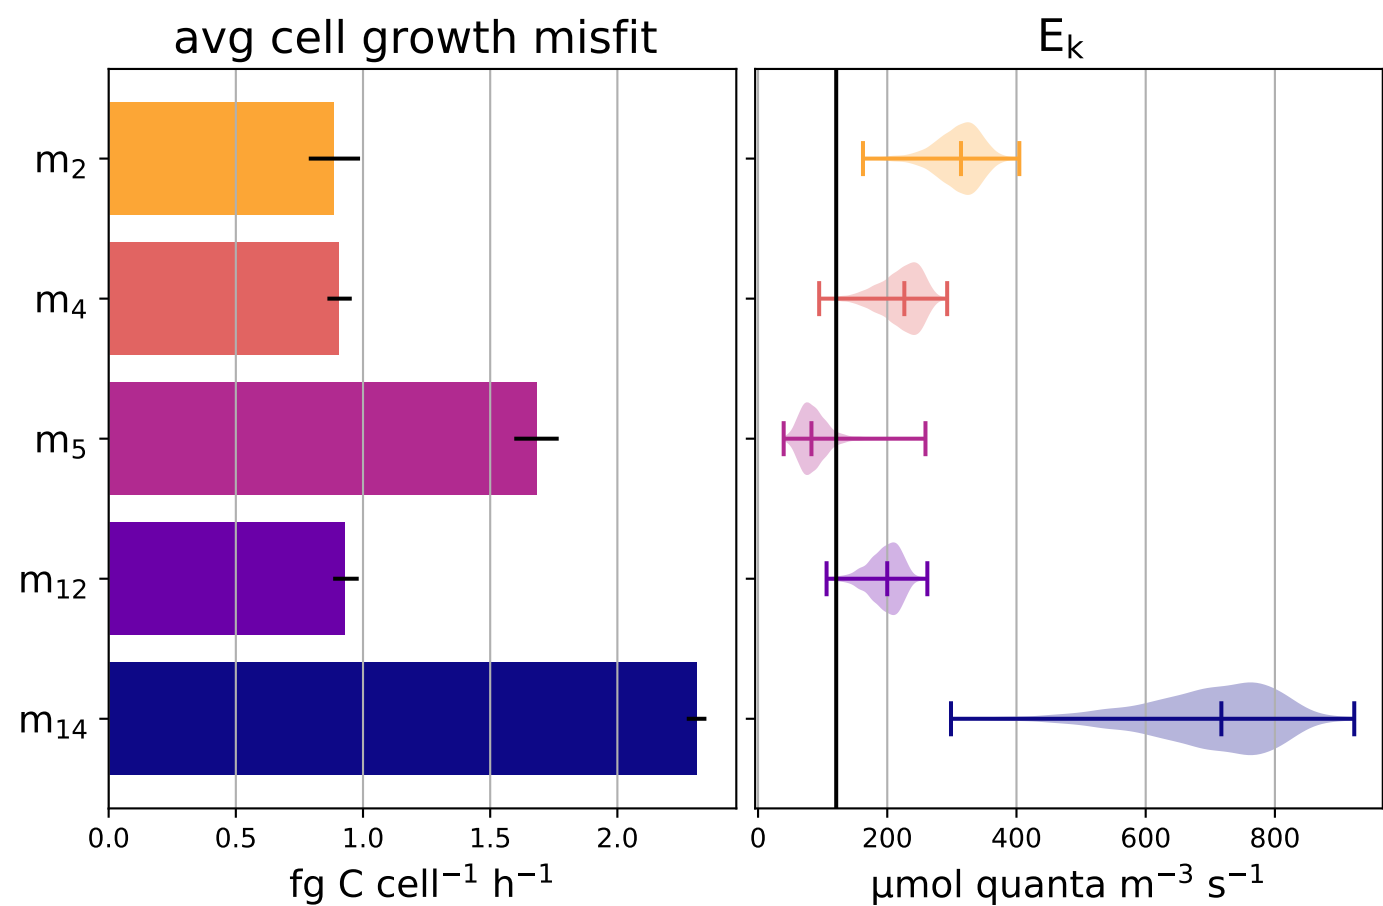 avg cell growth misfit
E_k
m_2
m_4
m_5
m_12
m_14
0.0 0.5 1.0 1.5 2.0
0 200 400 600 800
fg C cell⁻¹ h⁻¹
μmol quanta m⁻³ s⁻¹